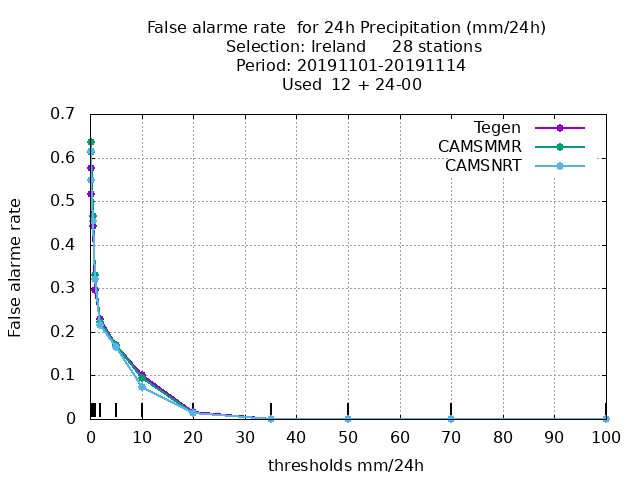 False alarme rate  for 24h Precipitation (mm/24h)
Selection: Ireland     28 stations
Period: 20191101-20191114
Used  12 + 24-00
0.7
0.6
0.5
0.4
0.3
0.2
0.1
0
False alarme rate
Tegen
CAMSMMR
CAMSNRT
0 10 20 30 40 50 60 70 80 90 100
thresholds mm/24h